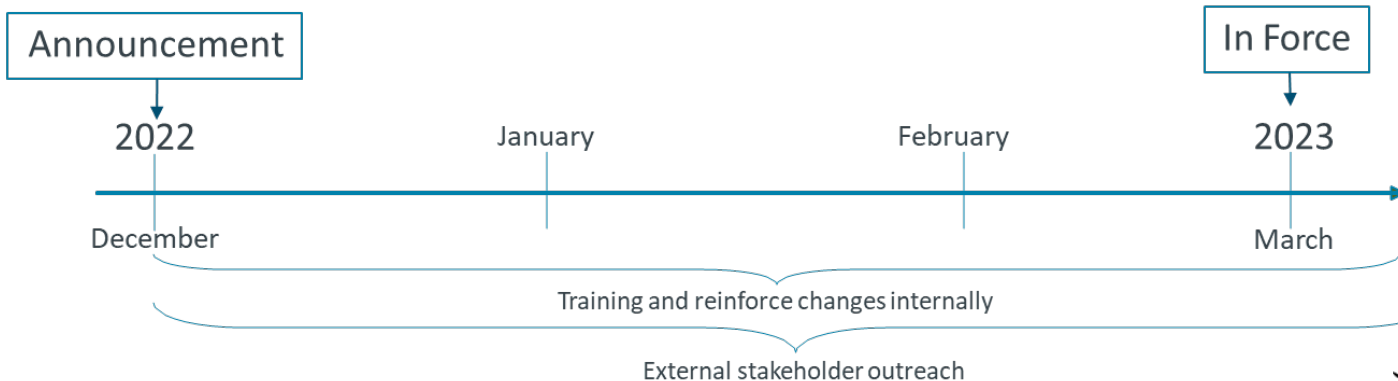 Announcement
In Force
2022
January
February
2023
December
March
Training and reinforce changes internally
External stakeholder outreach